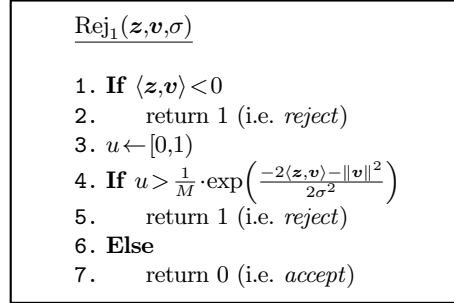 Rej₁(z,v,σ)
1. If ⟨z,v⟩<0
2. return 1 (i.e. reject)
3. u←[0,1)
4. If u > 1/M · exp((−2⟨z,v⟩−‖v‖²)/(2σ²))
5. return 1 (i.e. reject)
6. Else
7. return 0 (i.e. accept)